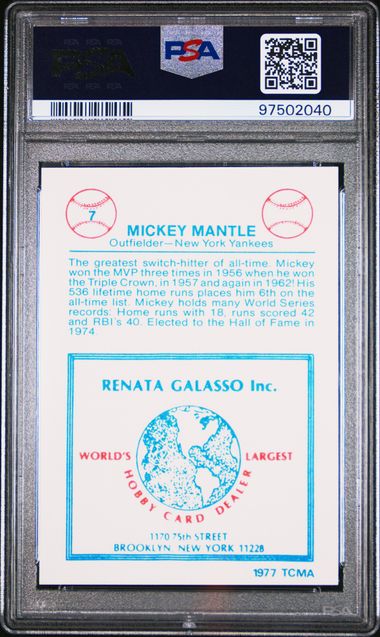 PSA
97502040
7
MICKEY MANTLE
Outfielder—New York Yankees
The greatest switch-hitter of all-time. Mickey
won the MVP three times in 1956 when he won
the Triple Crown, in 1957 and again in 1962! His
536 lifetime home runs places him 6th on the
all-time list. Mickey holds many World Series
records: Home runs with 18, runs scored 42
and RBI's 40. Elected to the Hall of Fame in
1974
RENATA GALASSO Inc.
WORLD'S LARGEST
HOBBY CARD DEALER
1170 75th STREET
BROOKLYN NEW YORK 11228
1977 TCMA
PSA